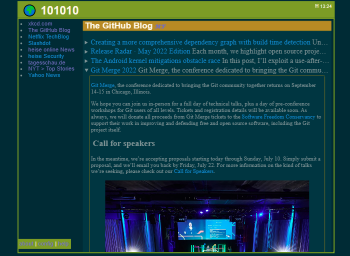 101010
12:24
xkcd.com
The GitHub Blog
Netflix TechBlog
Slashdot
heise online News
heise Security
tagesschau.de
NYT > Top Stories
Yahoo News
The GitHub Blog
Creating a more comprehensive dependency graph with build time detection Un...
Release Radar · May 2022 Edition Each month, we highlight open source proje...
The Android kernel mitigations obstacle race In this post, I'll exploit a use-after-...
Git Merge 2022 Git Merge, the conference dedicated to bringing the Git commu...
Git Merge, the conference dedicated to bringing the Git community together returns on September
14-15 in Chicago, Illinois.
We hope you can join us in-person for a full day of technical talks, plus a day of pre-conference
workshops for Git users of all levels. Tickets and registration details will be available soon. As
always, we will donate all proceeds from Git Merge tickets to the Software Freedom Conservancy to
support their work in improving and defending free and open source software, including the Git
project itself.
Call for speakers
In the meantime, we're accepting proposals starting today through Sunday, July 10. Simply submit a
proposal, and we'll email you back by Friday, July 22. For more information on the kind of talks
we're seeking, please check out our Call for Speakers.